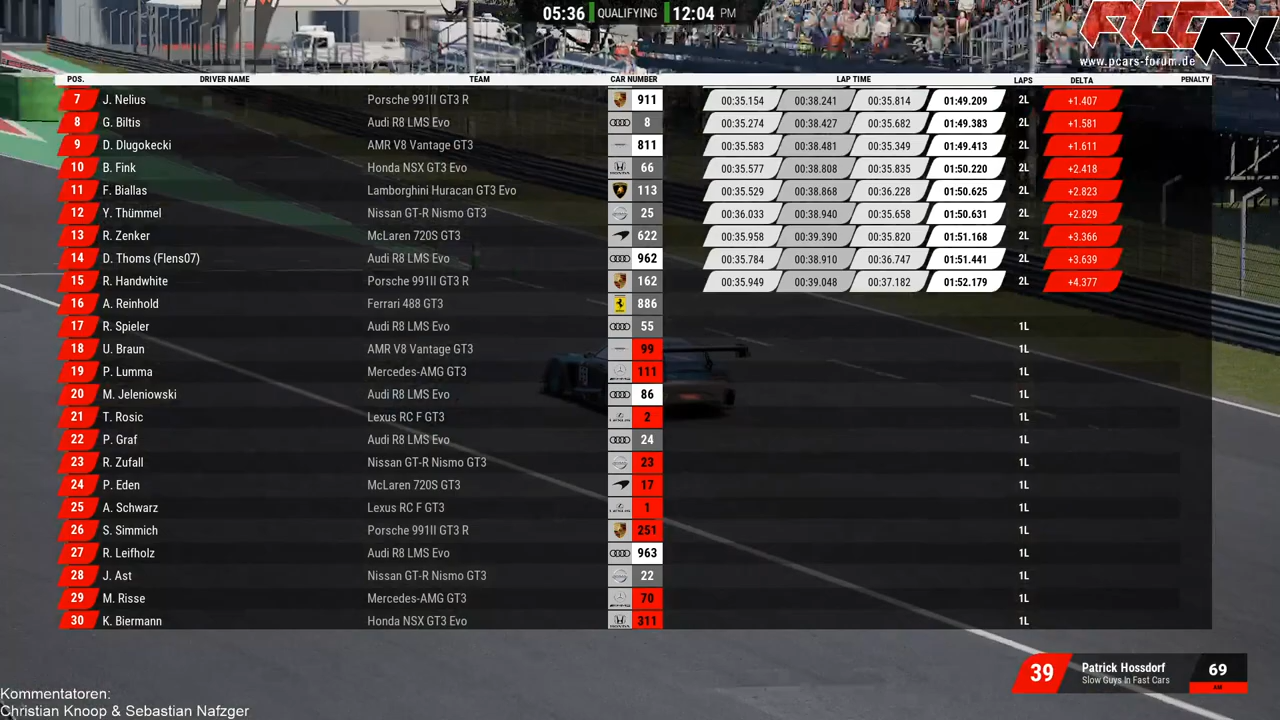 05:36 QUALIFYING 12:04 PM
PCARL
www.pcars-forum.de
POS. DRIVER NAME TEAM CAR NUMBER LAP TIME LAPS DELTA PENALTY
7 J. Nelius Porsche 991II GT3 R 911 00:35.154 00:38.241 00:35.814 01:49.209 2L +1.407
8 G. Biltis Audi R8 LMS Evo 8 00:35.274 00:38.427 00:35.682 01:49.383 2L +1.581
9 D. Dlugokecki AMR V8 Vantage GT3 811 00:35.583 00:38.481 00:35.349 01:49.413 2L +1.611
10 B. Fink Honda NSX GT3 Evo 66 00:35.577 00:38.808 00:35.835 01:50.220 2L +2.418
11 F. Biallas Lamborghini Huracan GT3 Evo 113 00:35.529 00:38.868 00:36.228 01:50.625 2L +2.823
12 Y. Thümmel Nissan GT-R Nismo GT3 25 00:36.033 00:38.940 00:35.658 01:50.631 2L +2.829
13 R. Zenker McLaren 720S GT3 622 00:35.958 00:39.390 00:35.820 01:51.168 2L +3.366
14 D. Thoms (Flens07) Audi R8 LMS Evo 962 00:35.784 00:38.910 00:36.747 01:51.441 2L +3.639
15 R. Handwhite Porsche 991II GT3 R 162 00:35.949 00:39.048 00:37.182 01:52.179 2L +4.377
16 A. Reinhold Ferrari 488 GT3 886
17 R. Spieler Audi R8 LMS Evo 55 1L
18 U. Braun AMR V8 Vantage GT3 99 1L
19 P. Lumma Mercedes-AMG GT3 111 1L
20 M. Jeleniowski Audi R8 LMS Evo 86 1L
21 T. Rosic Lexus RC F GT3 2 1L
22 P. Graf Audi R8 LMS Evo 24 1L
23 R. Zufall Nissan GT-R Nismo GT3 23 1L
24 P. Eden McLaren 720S GT3 17 1L
25 A. Schwarz Lexus RC F GT3 1 1L
26 S. Simmich Porsche 991II GT3 R 251 1L
27 R. Leifholz Audi R8 LMS Evo 963 1L
28 J. Ast Nissan GT-R Nismo GT3 22 1L
29 M. Risse Mercedes-AMG GT3 70 1L
30 K. Biermann Honda NSX GT3 Evo 311 1L
39 Patrick Hossdorf 69
Slow Guys In Fast Cars AM
Kommentatoren:
Christian Knoop & Sebastian Nafzger